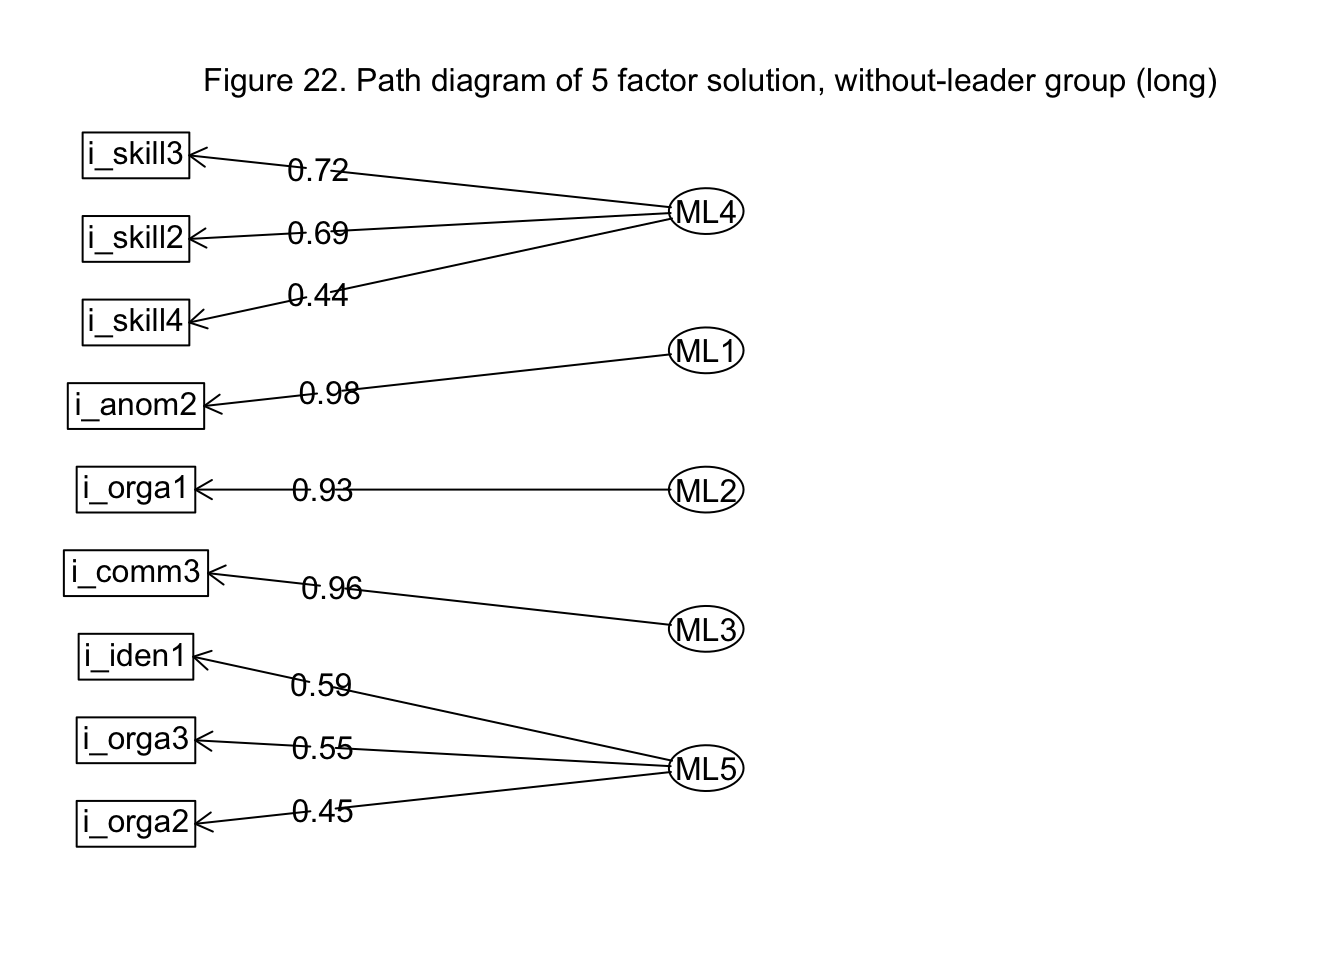 Figure 22. Path diagram of 5 factor solution, without-leader group (long)
i_skill3
0.72
ML4
i_skill2
0.69
i_skill4
0.44
ML1
i_anom2
0.98
i_orga1
0.93
ML2
i_comm3
0.96
ML3
i_iden1
0.59
i_orga3
0.55
ML5
i_orga2
0.45